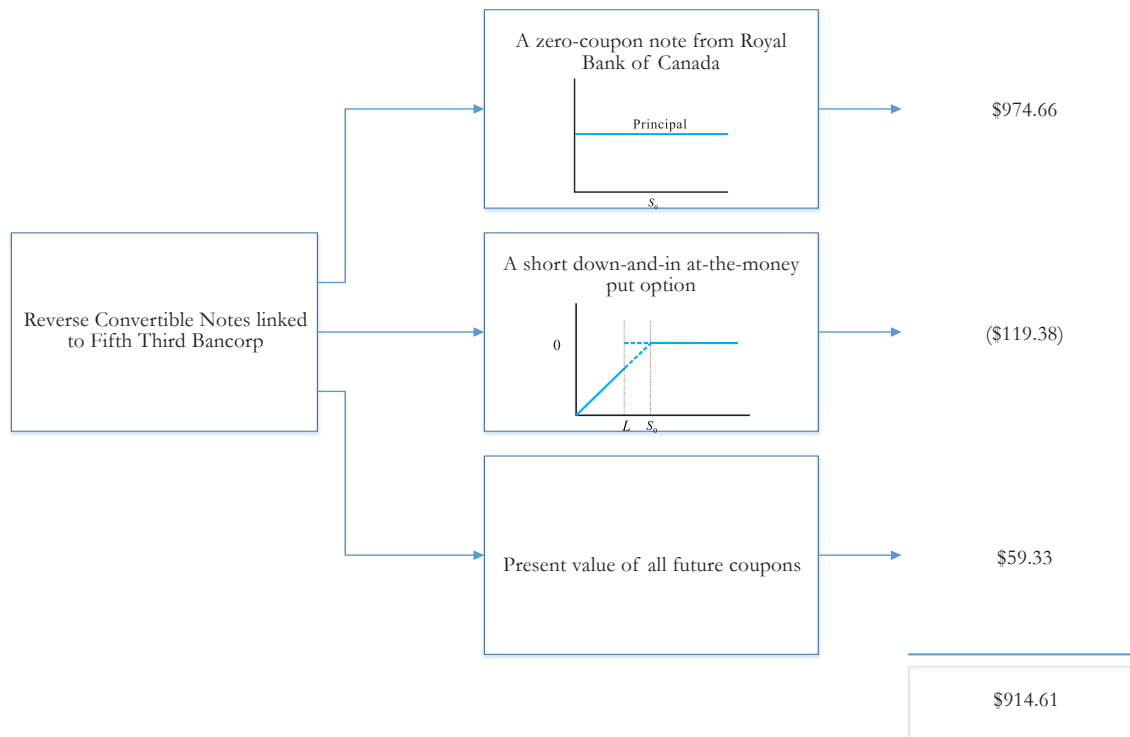 A zero-coupon note from Royal
Bank of Canada
Principal
S₀
$974.66
Reverse Convertible Notes linked
to Fifth Third Bancorp
A short down-and-in at-the-money
put option
0
L S₀
($119.38)
Present value of all future coupons
$59.33
$914.61